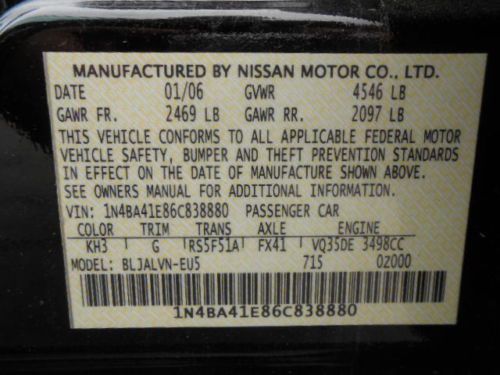 MANUFACTURED BY NISSAN MOTOR CO., LTD.
DATE 01/06 GVWR 4546 LB
GAWR FR. 2469 LB GAWR RR. 2097 LB
THIS VEHICLE CONFORMS TO ALL APPLICABLE FEDERAL MOTOR
VEHICLE SAFETY, BUMPER AND THEFT PREVENTION STANDARDS
IN EFFECT ON THE DATE OF MANUFACTURE SHOWN ABOVE.
SEE OWNERS MANUAL FOR ADDITIONAL INFORMATION.
VIN: 1N4BA41E86C838880 PASSENGER CAR
COLOR TRIM TRANS AXLE ENGINE
KH3 G RS5F51A FX41 VQ35DE 3498CC
MODEL: BLJALVN-EU5 715 02000
1N4BA41E86C838880